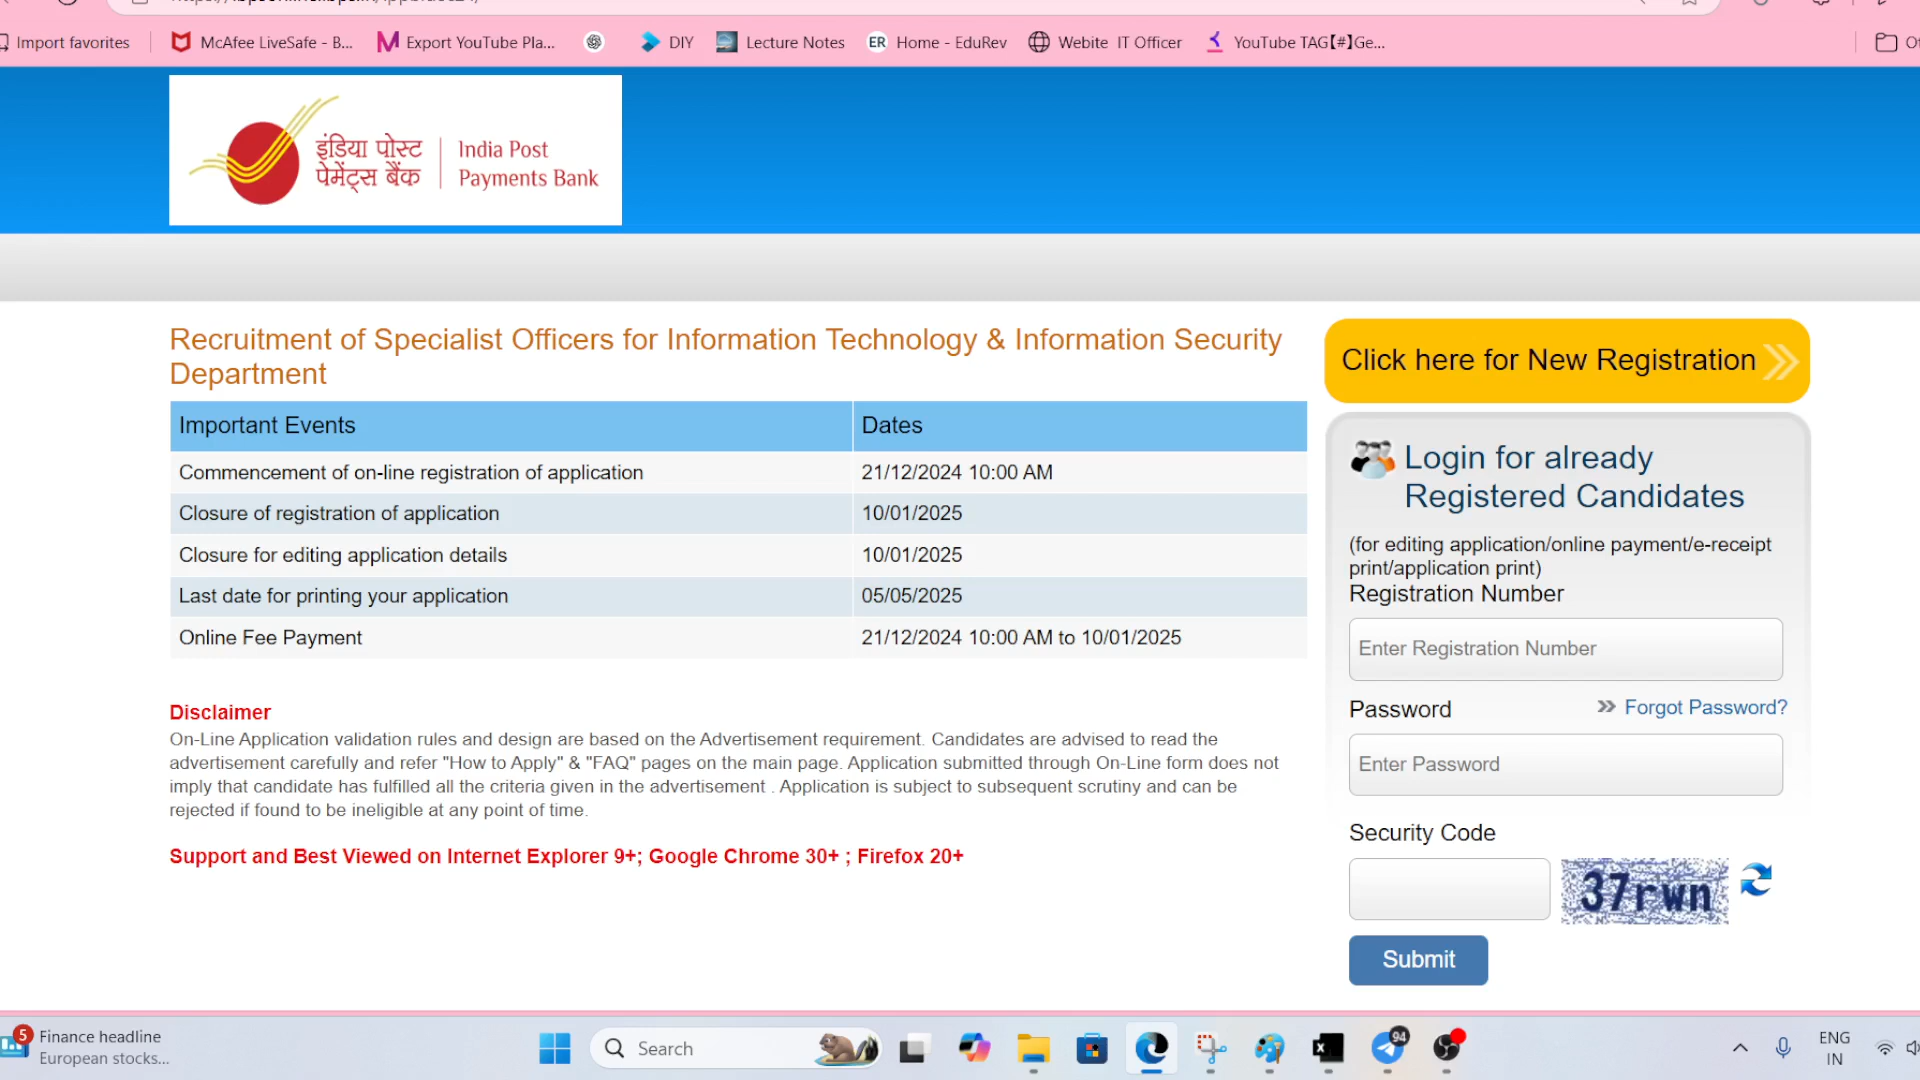 Import favorites
McAfee LiveSafe - B...
Export YouTube Pla...
DIY
Lecture Notes
ER Home - EduRev
Webite IT Officer
YouTube TAG【#】Ge...
इंडिया पोस्ट
पेमेंट्स बैंक
India Post
Payments Bank
Recruitment of Specialist Officers for Information Technology & Information Security
Department
Important Events Dates
Commencement of on-line registration of application 21/12/2024 10:00 AM
Closure of registration of application 10/01/2025
Closure for editing application details 10/01/2025
Last date for printing your application 05/05/2025
Online Fee Payment 21/12/2024 10:00 AM to 10/01/2025
Disclaimer
On-Line Application validation rules and design are based on the Advertisement requirement. Candidates are advised to read the
advertisement carefully and refer "How to Apply" & "FAQ" pages on the main page. Application submitted through On-Line form does not
imply that candidate has fulfilled all the criteria given in the advertisement . Application is subject to subsequent scrutiny and can be
rejected if found to be ineligible at any point of time.
Support and Best Viewed on Internet Explorer 9+; Google Chrome 30+ ; Firefox 20+
Click here for New Registration
Login for already
Registered Candidates
(for editing application/online payment/e-receipt
print/application print)
Registration Number
Enter Registration Number
Password
Forgot Password?
Enter Password
Security Code
37rwn
Submit
5
Finance headline
European stocks...
Search
94
ENG
IN